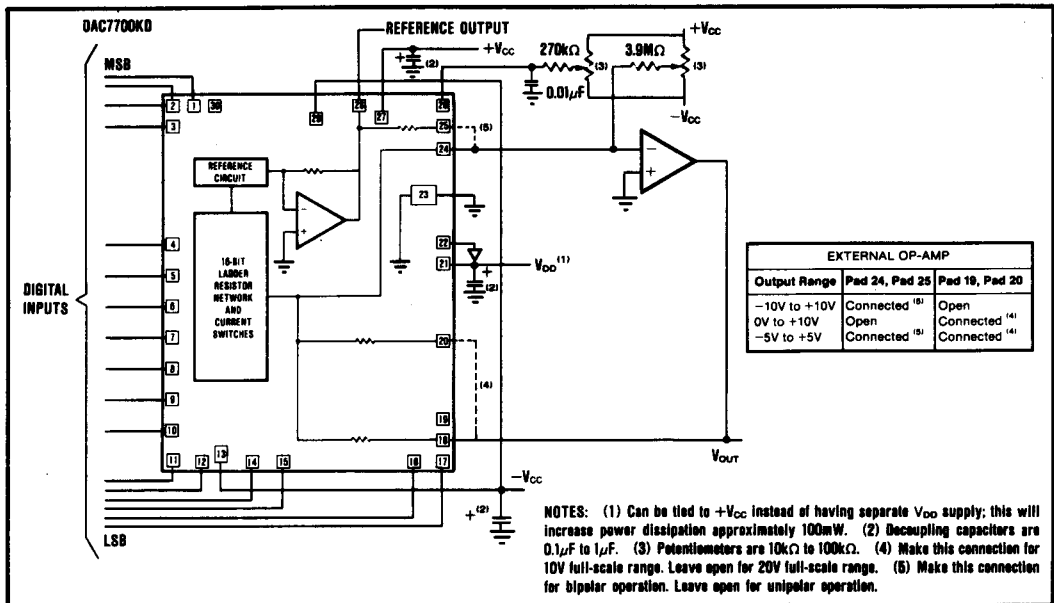 DAC7700KD
REFERENCE OUTPUT
+VCC
+VCC
MSB
+
(2)
270kΩ
(3)
3.9MΩ
(3)
0.01µF
−VCC
2
1
30
29
28
27
26
3
25
(5)
24
REFERENCE
CIRCUIT
−
+
−
+
23
4
16-BIT
LADDER
RESISTOR
NETWORK
AND
CURRENT
SWITCHES
22
21
VDD (1)
+
(2)
DIGITAL
INPUTS
5
6
7
8
9
10
20
(4)
19
18
VOUT
11
12
13
14
15
16
17
−VCC
+(2)
LSB
EXTERNAL OP-AMP
Output Range Pad 24, Pad 25 Pad 19, Pad 20
−10V to +10V Connected (5) Open
0V to +10V Open Connected (4)
−5V to +5V Connected (5) Connected (4)
NOTES: (1) Can be tied to +VCC instead of having separate VDD supply; this will
increase power dissipation approximately 100mW. (2) Decoupling capacitors are
0.1µF to 1µF. (3) Potentiometers are 10kΩ to 100kΩ. (4) Make this connection for
10V full-scale range. Leave open for 20V full-scale range. (5) Make this connection
for bipolar operation. Leave open for unipolar operation.